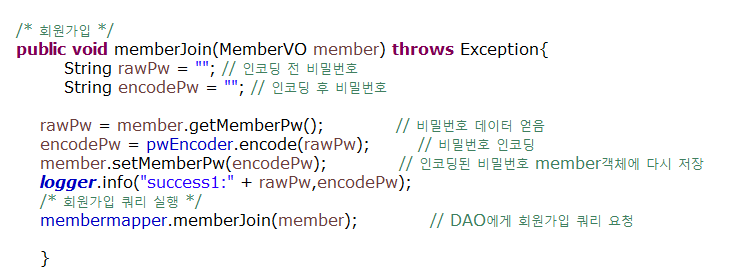 /* 회원가입 */
public void memberJoin(MemberVO member) throws Exception{
String rawPw = ""; // 인코딩 전 비밀번호
String encodePw = ""; // 인코딩 후 비밀번호
rawPw = member.getMemberPw(); // 비밀번호 데이터 얻음
encodePw = pwEncoder.encode(rawPw); // 비밀번호 인코딩
member.setMemberPw(encodePw); // 인코딩된 비밀번호 member객체에 다시 저장
logger.info("success1:" + rawPw,encodePw);
/* 회원가입 쿼리 실행 */
membermapper.memberJoin(member); // DAO에게 회원가입 쿼리 요청
}